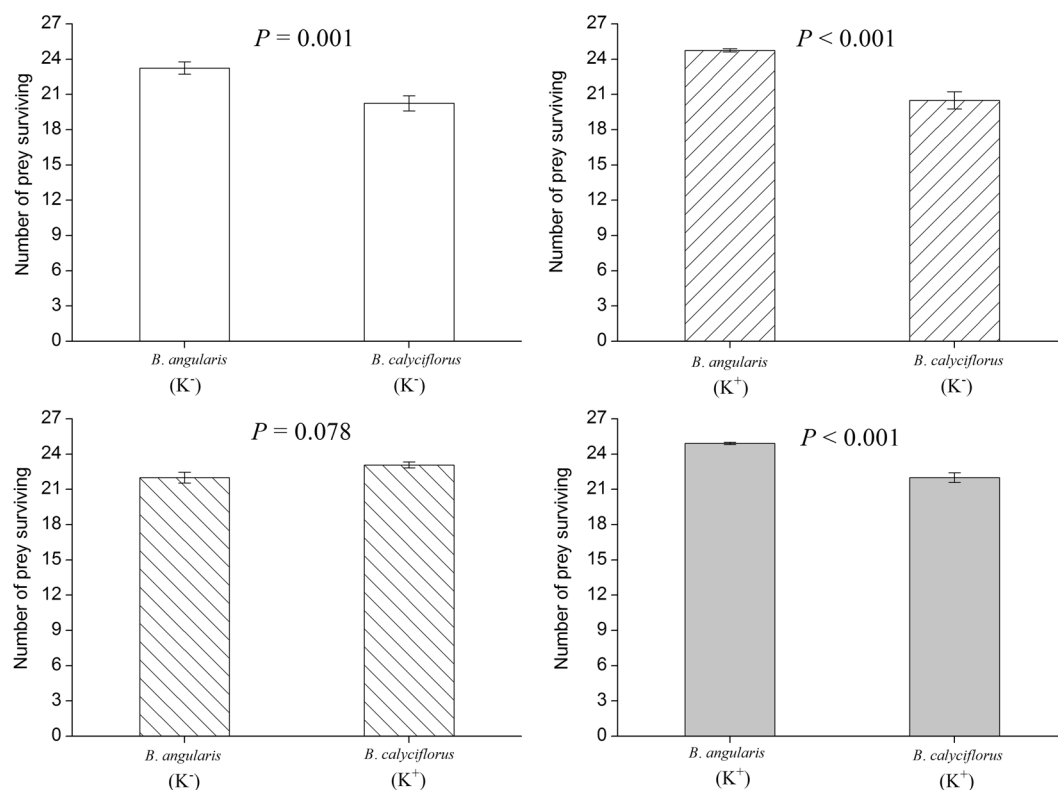 P = 0.001
Number of prey surviving
27
24
21
18
15
12
9
6
3
0
B. angularis
(K⁻)
B. calyciflorus
(K⁻)
P < 0.001
Number of prey surviving
27
24
21
18
15
12
9
6
3
0
B. angularis
(K⁺)
B. calyciflorus
(K⁻)
P = 0.078
Number of prey surviving
27
24
21
18
15
12
9
6
3
0
B. angularis
(K⁻)
B. calyciflorus
(K⁺)
P < 0.001
Number of prey surviving
27
24
21
18
15
12
9
6
3
0
B. angularis
(K⁺)
B. calyciflorus
(K⁺)